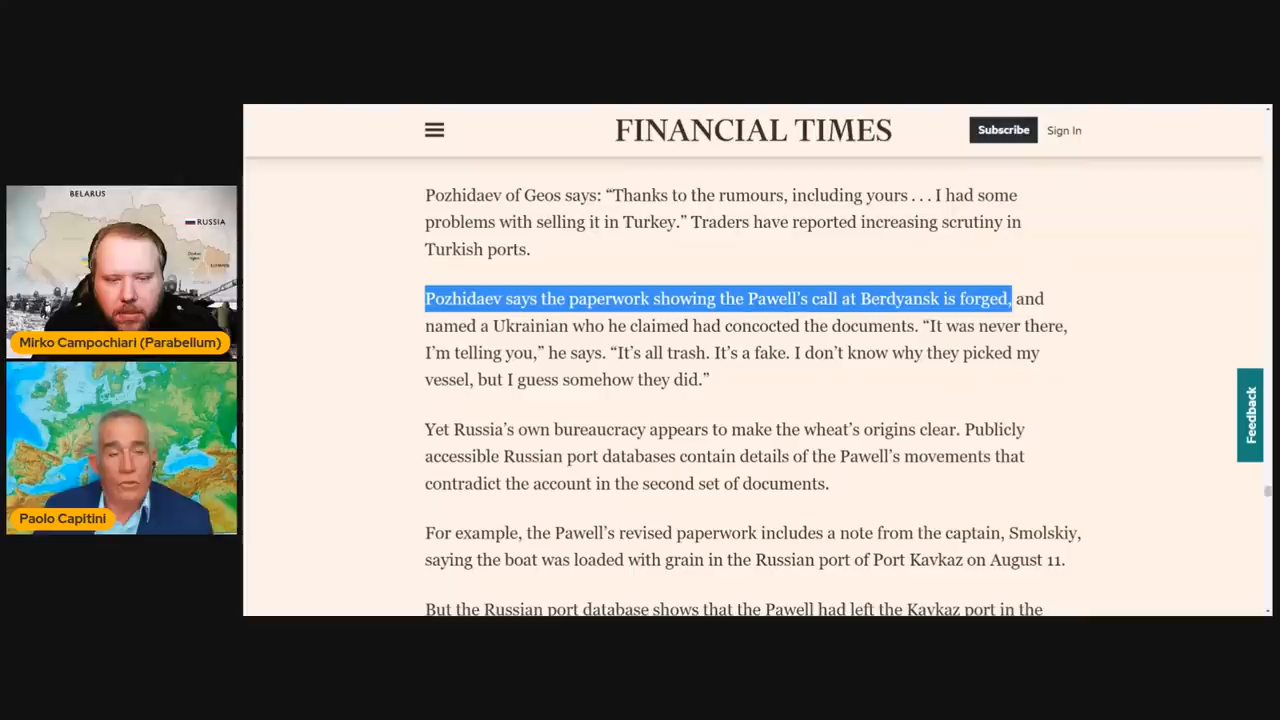 BELARUS
RUSSIA
Mirko Campochiari (Parabellum)
Paolo Capitini
FINANCIAL TIMES
Subscribe
Sign In
Pozhidaev of Geos says: “Thanks to the rumours, including yours . . . I had some
problems with selling it in Turkey.” Traders have reported increasing scrutiny in
Turkish ports.
Pozhidaev says the paperwork showing the Pawell’s call at Berdyansk is forged, and
named a Ukrainian who he claimed had concocted the documents. “It was never there,
I’m telling you,” he says. “It’s all trash. It’s a fake. I don’t know why they picked my
vessel, but I guess somehow they did.”
Yet Russia’s own bureaucracy appears to make the wheat’s origins clear. Publicly
accessible Russian port databases contain details of the Pawell’s movements that
contradict the account in the second set of documents.
For example, the Pawell’s revised paperwork includes a note from the captain, Smolskiy,
saying the boat was loaded with grain in the Russian port of Port Kavkaz on August 11.
But the Russian port database shows that the Pawell had left the Kavkaz port in the
Feedback